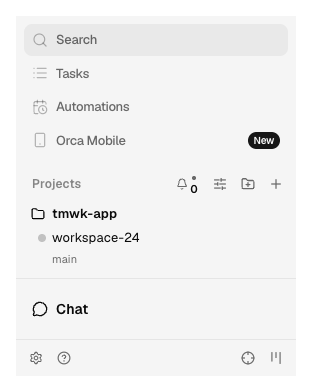 Search
Tasks
Automations
Orca Mobile New
Projects 0
tmwk-app
workspace-24
main
Chat